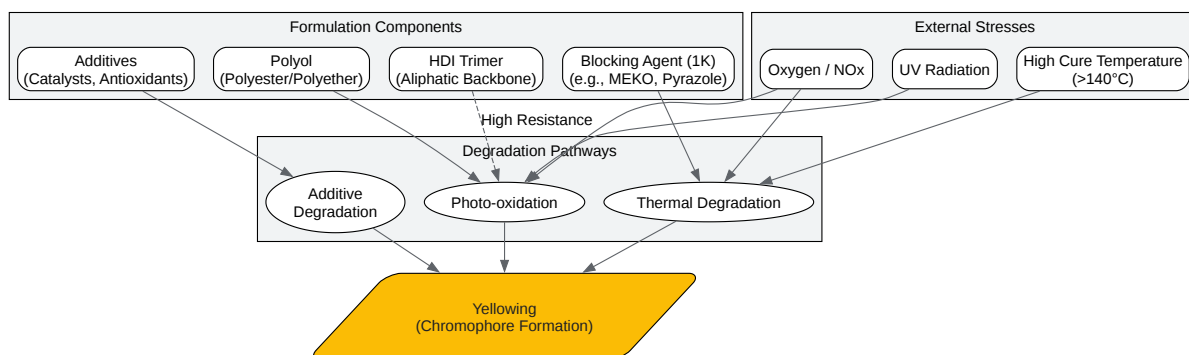 Formulation Components
External Stresses
Additives
(Catalysts, Antioxidants)
Polyol
(Polyester/Polyether)
HDI Trimer
(Aliphatic Backbone)
Blocking Agent (1K)
(e.g., MEKO, Pyrazole)
Oxygen / NOx
UV Radiation
High Cure Temperature
(>140°C)
High Resistance
Degradation Pathways
Additive
Degradation
Photo-oxidation
Thermal Degradation
Yellowing
(Chromophore Formation)